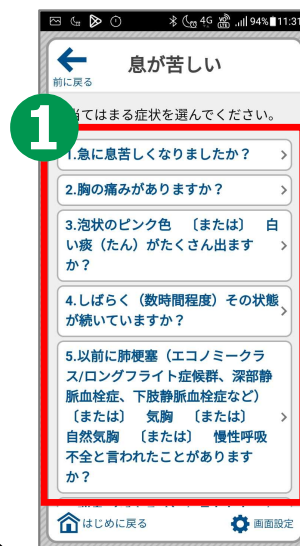 4G 94% 11:31
前に戻る
息が苦しい
当てはまる症状を選んでください。
1
1.急に息苦しくなりましたか？
2.胸の痛みがありますか？
3.泡状のピンク色　〔または〕　白
い痰（たん）がたくさん出ます
か？
4.しばらく（数時間程度）その状態
が続いていますか？
5.以前に肺梗塞（エコノミークラ
ス/ロングフライト症候群、深部静
脈血栓症、下肢静脈血栓症など）
〔または〕　気胸　〔または〕
自然気胸　〔または〕　慢性呼吸
不全と言われたことがあります
か？
はじめに戻る
画面設定